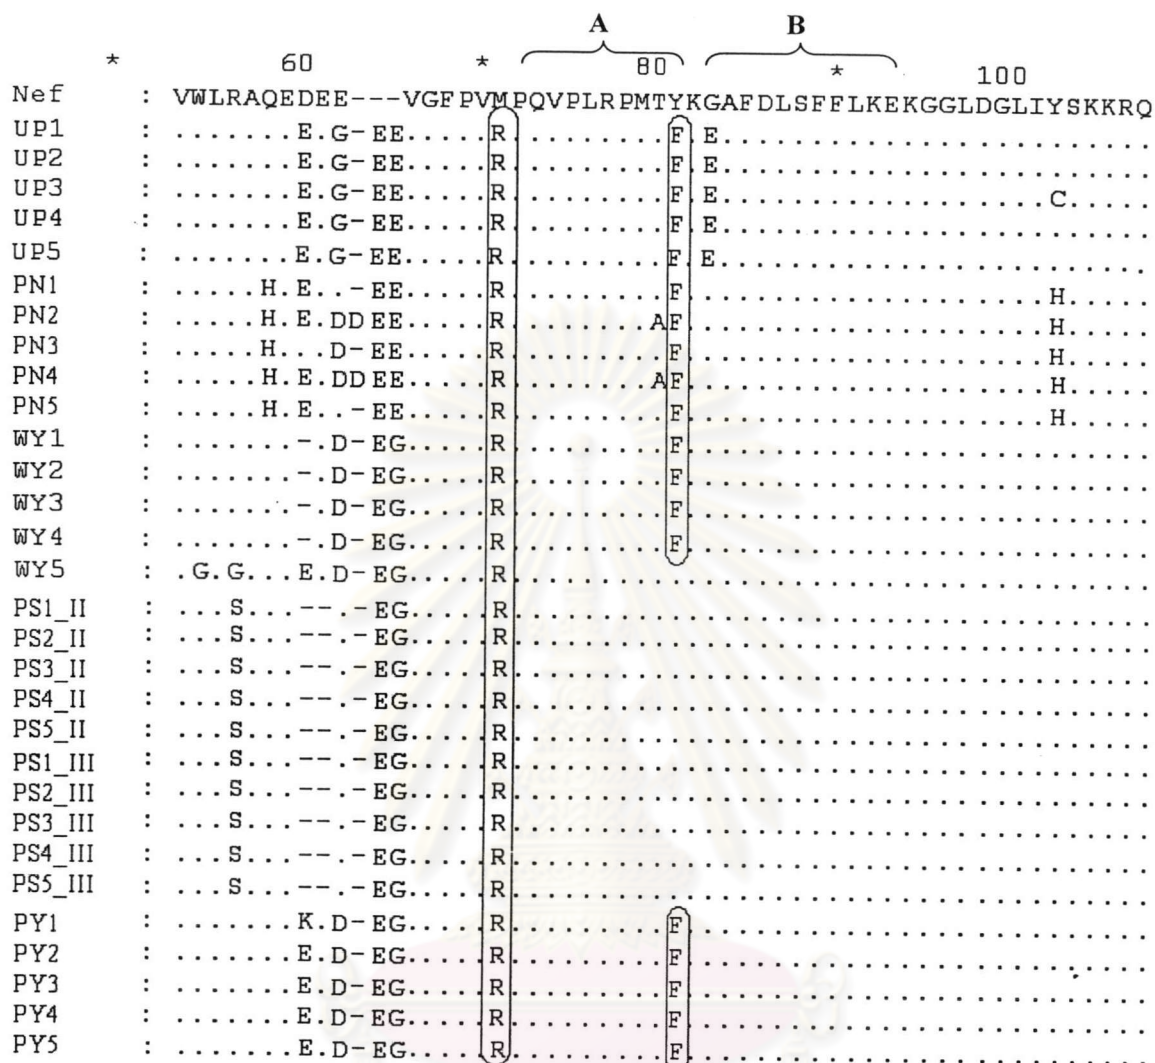 A B
* 60 * 80 * 100
Nef : VWLRAQEDEE---VGFPVMPQVPLRPMTYKGAFDLSFFLKEKGGLDGLIYSKKRQ
UP1 : .......E.G-EE.....R.........F.E........................
UP2 : .......E.G-EE.....R.........F.E........................
UP3 : .......E.G-EE.....R.........F.E..................C.....
UP4 : .......E.G-EE.....R.........F.E........................
UP5 : .......E.G-EE.....R.........F.E........................
PN1 : .....H.E..-EE.....R.........F....................H.....
PN2 : .....H.E.DDEE.....R........AF....................H.....
PN3 : .....H...D-EE.....R.........F....................H.....
PN4 : .....H.E.DDEE.....R........AF....................H.....
PN5 : .....H.E..-EE.....R.........F....................H.....
WY1 : .......-.D-EG.....R.........F..........................
WY2 : .......-.D-EG.....R.........F..........................
WY3 : .......-.D-EG.....R.........F..........................
WY4 : .......-.D-EG.....R.........F..........................
WY5 : .G.G...E.D-EG.....R....................................
PS1_II : ...S...--.-EG.....R....................................
PS2_II : ...S...--.-EG.....R....................................
PS3_II : ...S...--.-EG.....R....................................
PS4_II : ...S...--.-EG.....R....................................
PS5_II : ...S...--.-EG.....R....................................
PS1_III : ...S...--.-EG.....R....................................
PS2_III : ...S...--.-EG.....R....................................
PS3_III : ...S...--.-EG.....R....................................
PS4_III : ...S...--.-EG.....R....................................
PS5_III : ...S...--.-EG.....R....................................
PY1 : .......K.D-EG.....R.........F..........................
PY2 : .......E.D-EG.....R.........F..........................
PY3 : .......E.D-EG.....R.........F..........................
PY4 : .......E.D-EG.....R.........F..........................
PY5 : .......E.D-EG.....R.........F..........................